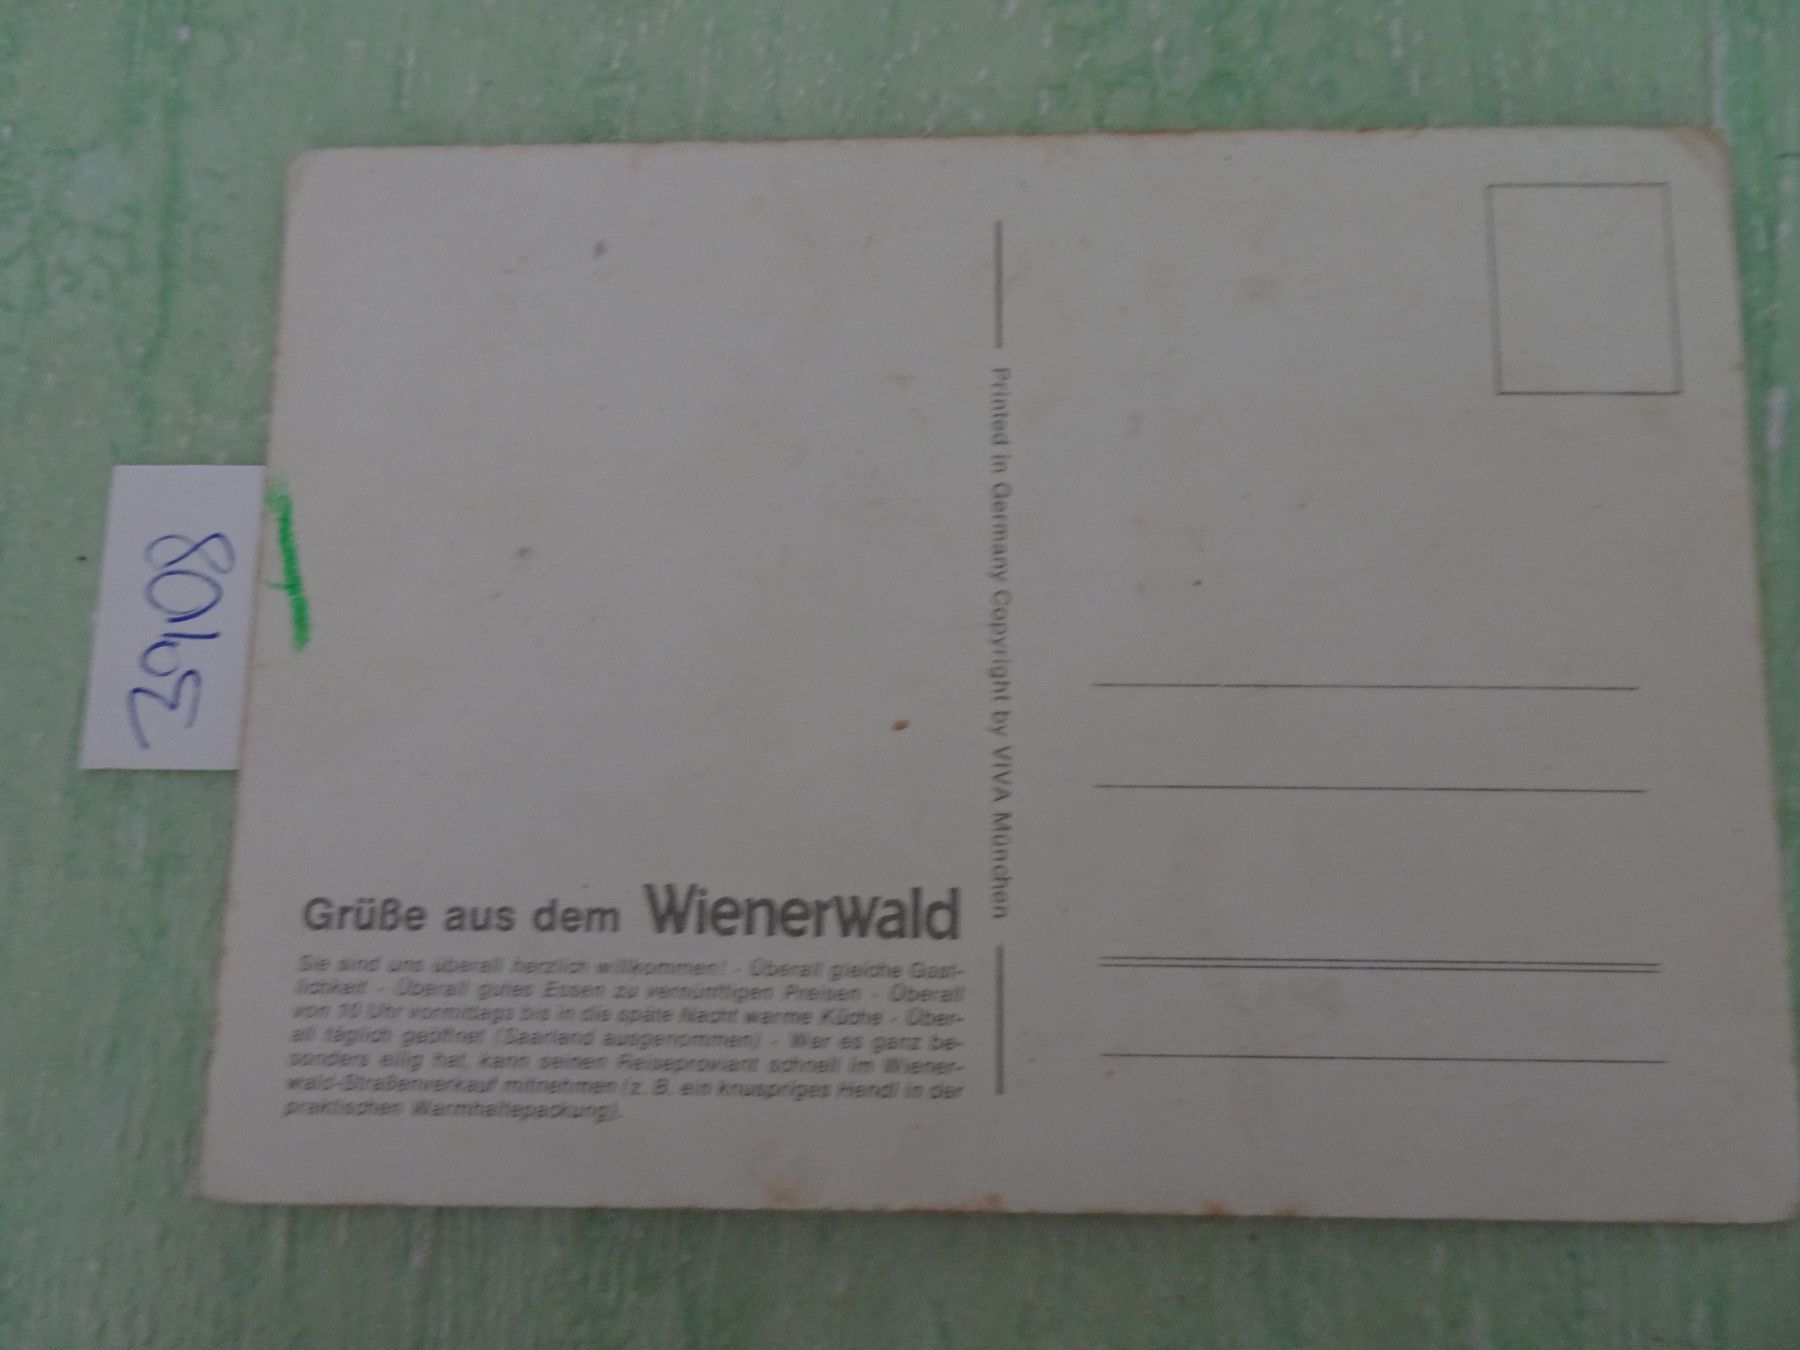 Printed in Germany Copyright by VIVA München
Grüße aus dem Wienerwald
Sie sind uns überall herzlich willkommen! - Überall gleiche Gast-
lichkeit - Überall gutes Essen zu vernünftigen Preisen - Überall
von 10 Uhr vormittags bis in die späte Nacht warme Küche - Über-
all täglich geöffnet (Saarland ausgenommen) - Wer es ganz be-
sonders eilig hat, kann seinen Reiseproviant schnell im Wiener-
wald-Straßenverkauf mitnehmen (z. B. ein knuspriges Hendl in der
praktischen Warmhaltepackung).